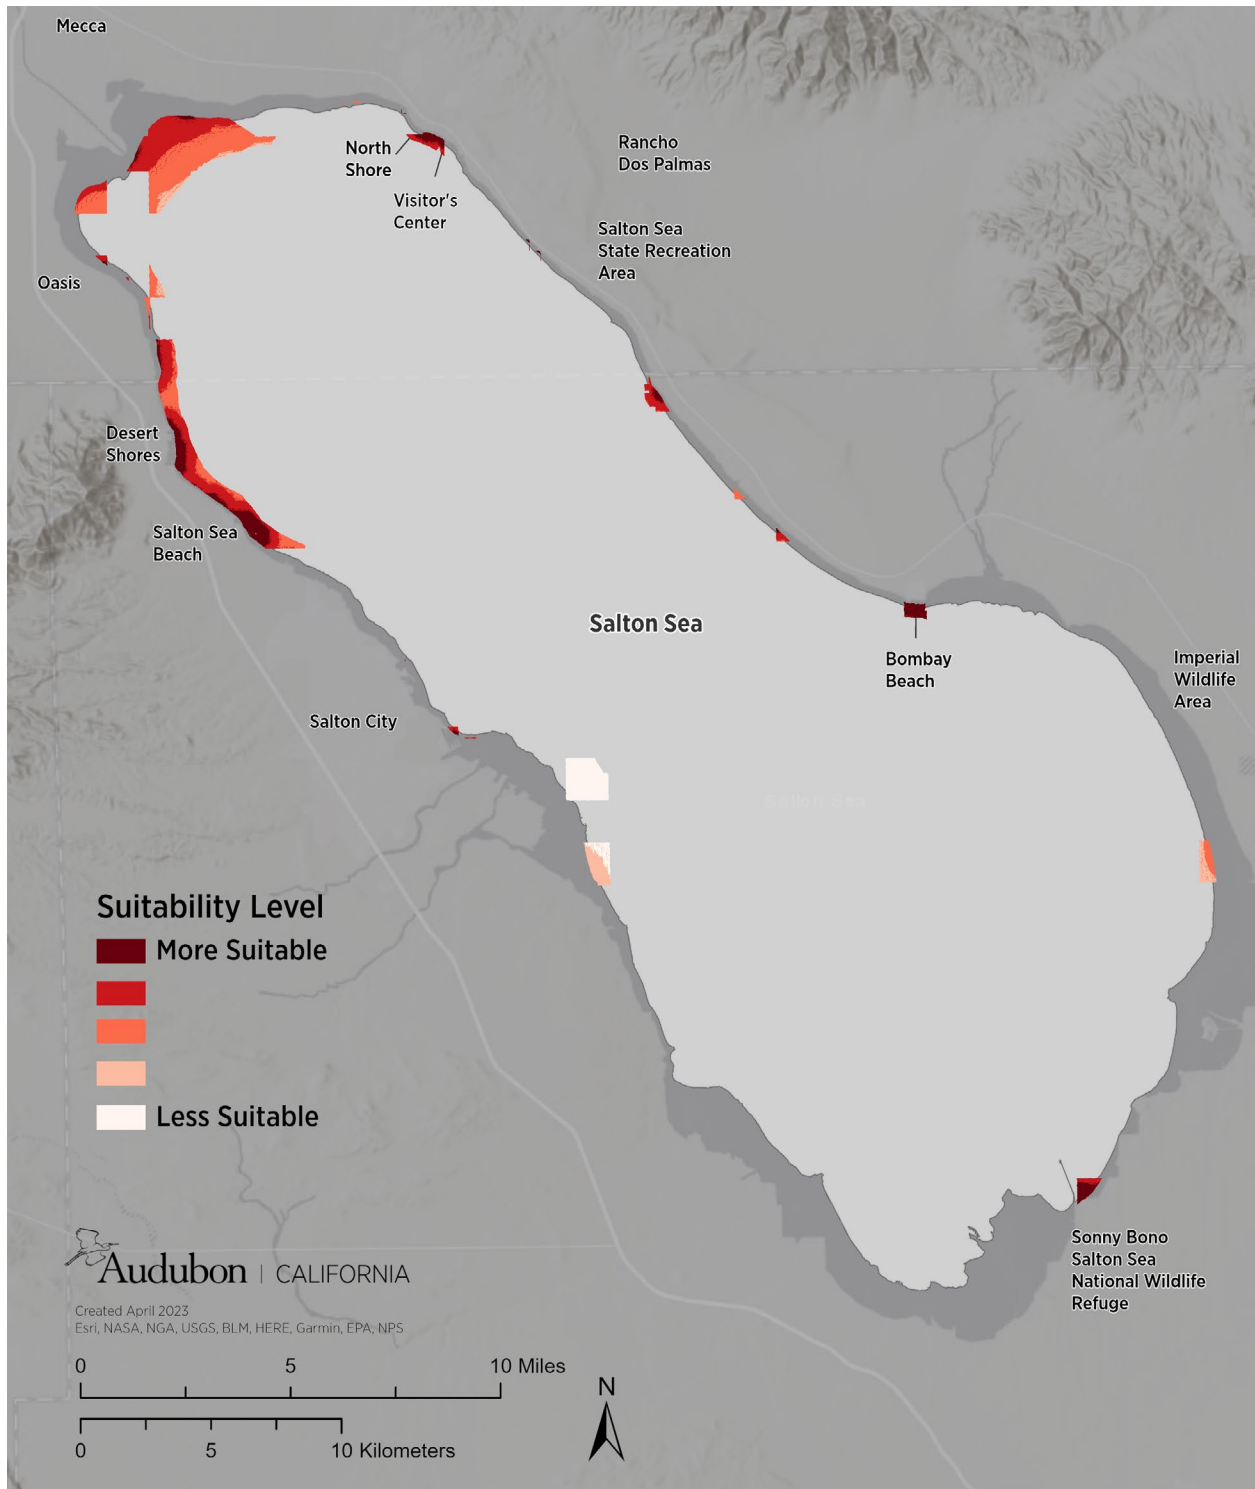 Mecca
North
Shore
Visitor's
Center
Rancho
Dos Palmas
Salton Sea
State Recreation
Area
Oasis
Desert
Shores
Salton Sea
Beach
Salton Sea
Bombay
Beach
Imperial
Wildlife
Area
Salton City
Salton Sea
Suitability Level
More Suitable
Less Suitable
Sonny Bono
Salton Sea
National Wildlife
Refuge
Audubon | CALIFORNIA
Created April 2023
Esri, NASA, NGA, USGS, BLM, HERE, Garmin, EPA, NPS
0 5 10 Miles
N
0 5 10 Kilometers